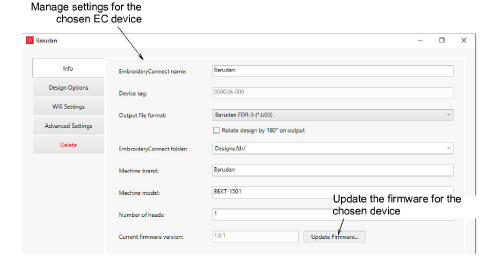 Manage settings for the
chosen EC device
Barudan
Info
Design Options
Wifi Settings
Advanced Settings
Delete
EmbroideryConnect name:
Barudan
Device tag:
000026-000
Output file format:
Barudan FDR-3 (*.U03)
Rotate design by 180° on output
EmbroideryConnect folder:
Designs.fdr/
Machine brand:
Barudan
Machine model:
BEXT-1501
Update the firmware for the
chosen device
Number of heads:
1
Current firmware version:
1.0.1
Update Firmware...